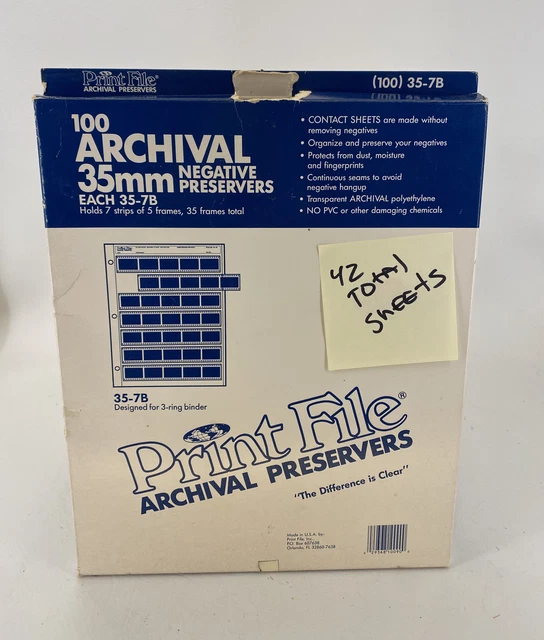 Print File®
ARCHIVAL PRESERVERS
(100) 35-7B
100
ARCHIVAL
35mm NEGATIVE PRESERVERS
EACH 35-7B
Holds 7 strips of 5 frames, 35 frames total
• CONTACT SHEETS are made without
removing negatives
• Organize and preserve your negatives
• Protects from dust, moisture
and fingerprints
• Continuous seams to avoid
negative hangup
• Transparent ARCHIVAL polyethylene
• NO PVC or other damaging chemicals
42
TOTAL
SHEETS
35-7B
Designed for 3-ring binder
Print File®
ARCHIVAL PRESERVERS
"The Difference is Clear"
Made in U.S.A. by:
Print File, Inc.
P.O. Box 607638
Orlando, FL 32860-7638